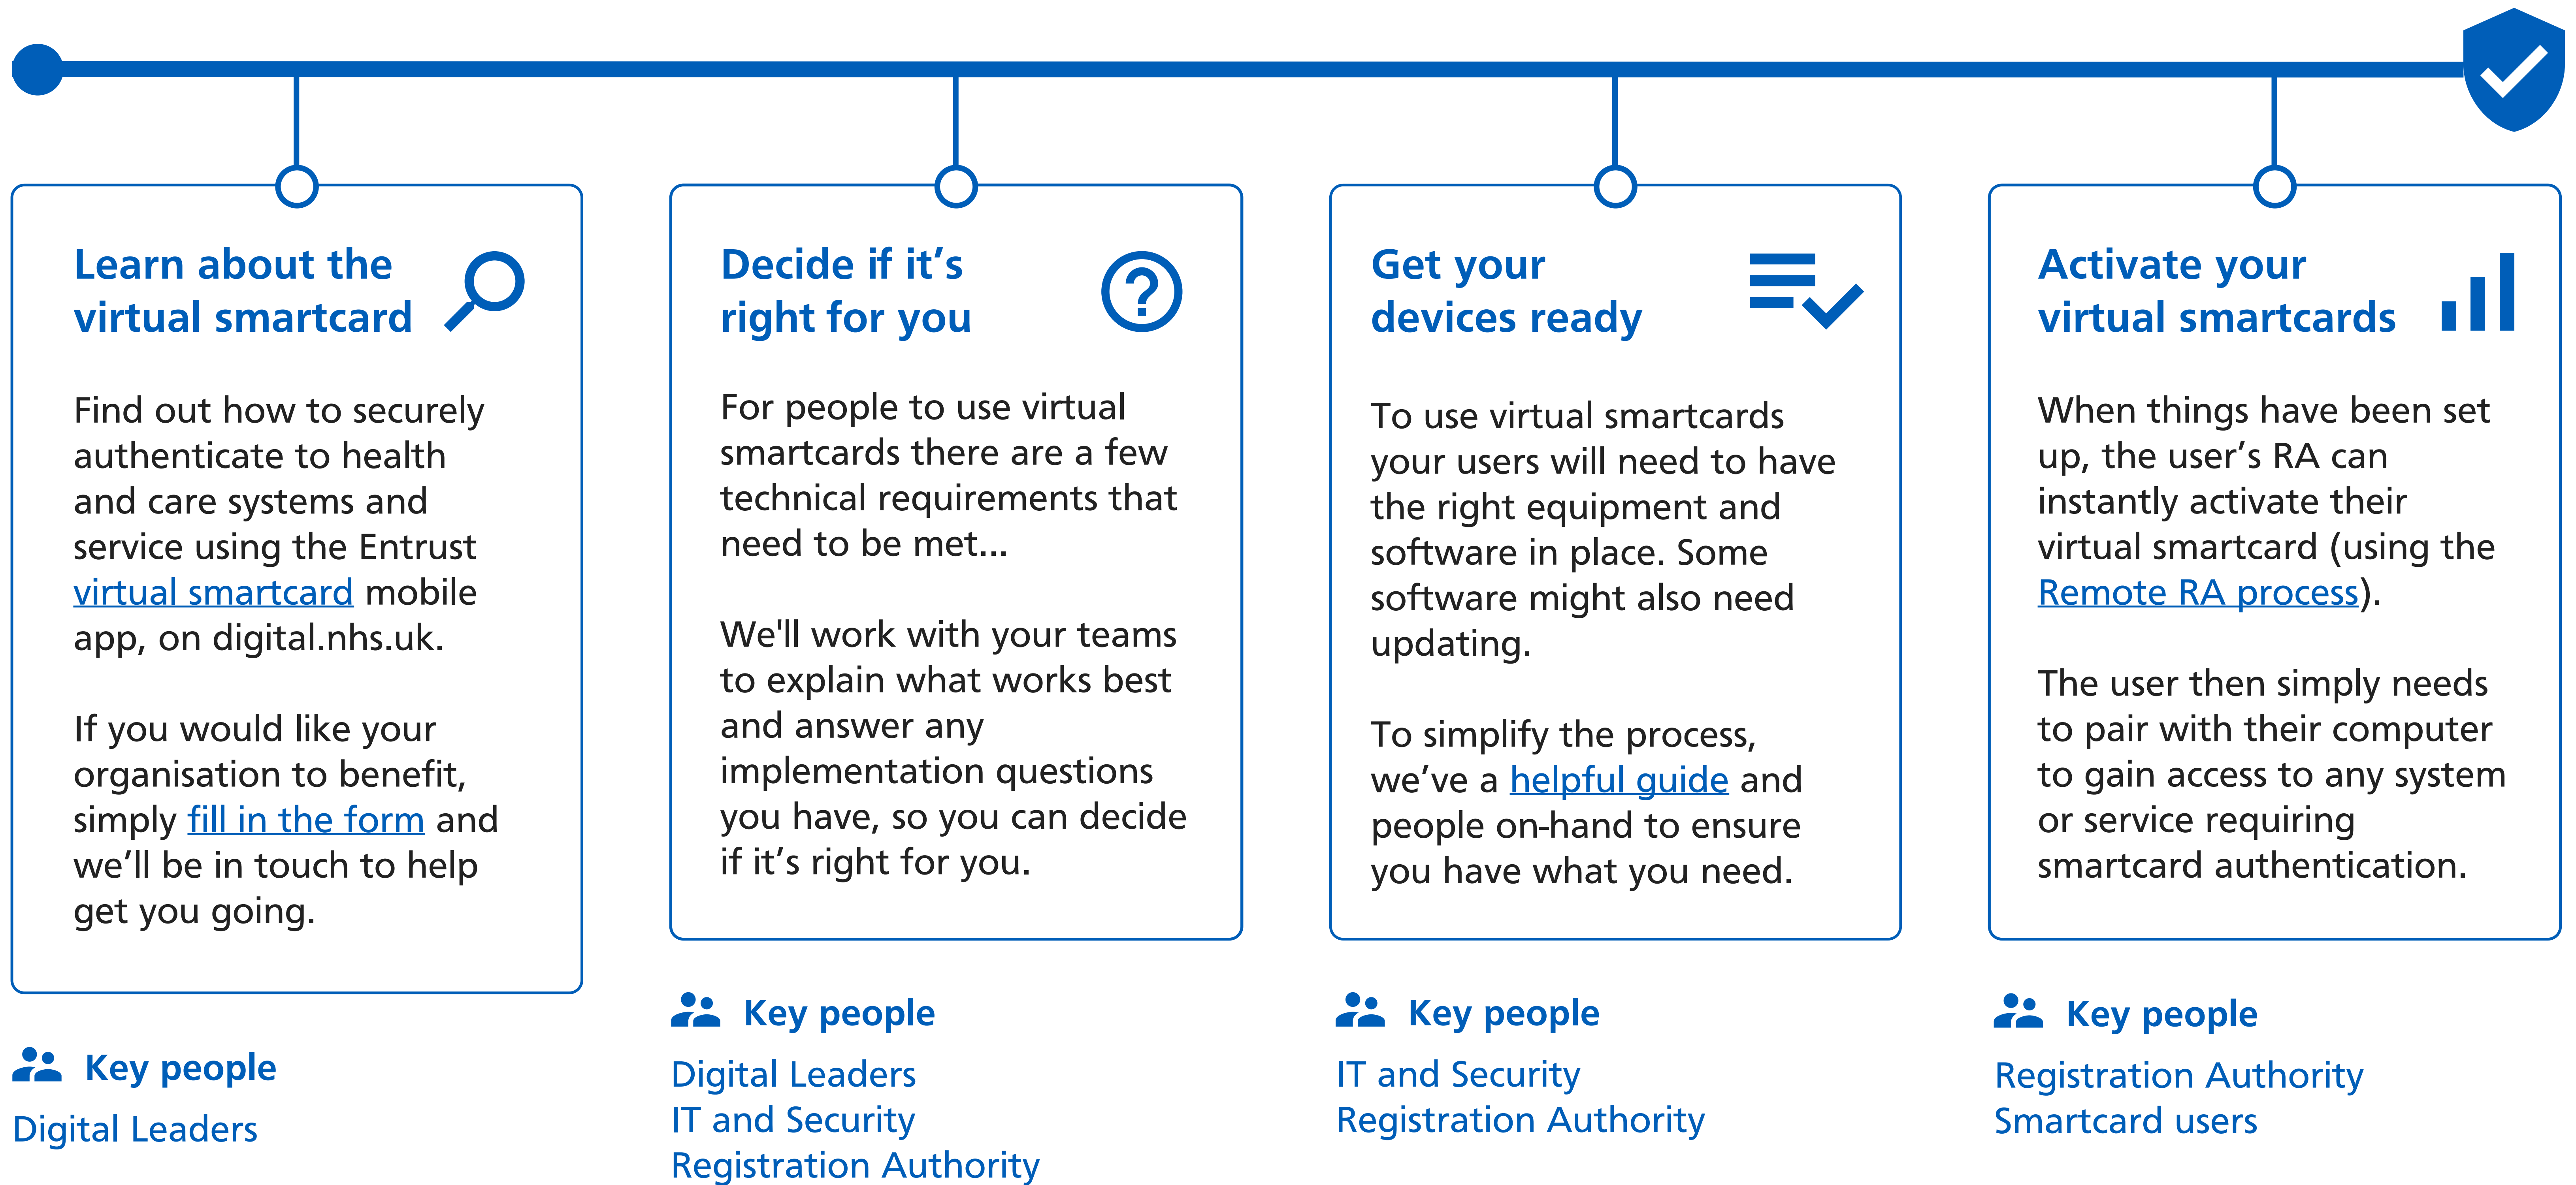 Learn about the
virtual smartcard
Find out how to securely
authenticate to health
and care systems and
service using the Entrust
virtual smartcard mobile
app, on digital.nhs.uk.
If you would like your
organisation to benefit,
simply fill in the form and
we’ll be in touch to help
get you going.
Key people
Digital Leaders
Decide if it’s
right for you
For people to use virtual
smartcards there are a few
technical requirements that
need to be met...
We'll work with your teams
to explain what works best
and answer any
implementation questions
you have, so you can decide
if it’s right for you.
Key people
Digital Leaders
IT and Security
Registration Authority
Get your
devices ready
To use virtual smartcards
your users will need to have
the right equipment and
software in place. Some
software might also need
updating.
To simplify the process,
we’ve a helpful guide and
people on-hand to ensure
you have what you need.
Key people
IT and Security
Registration Authority
Activate your
virtual smartcards
When things have been set
up, the user’s RA can
instantly activate their
virtual smartcard (using the
Remote RA process).
The user then simply needs
to pair with their computer
to gain access to any system
or service requiring
smartcard authentication.
Key people
Registration Authority
Smartcard users